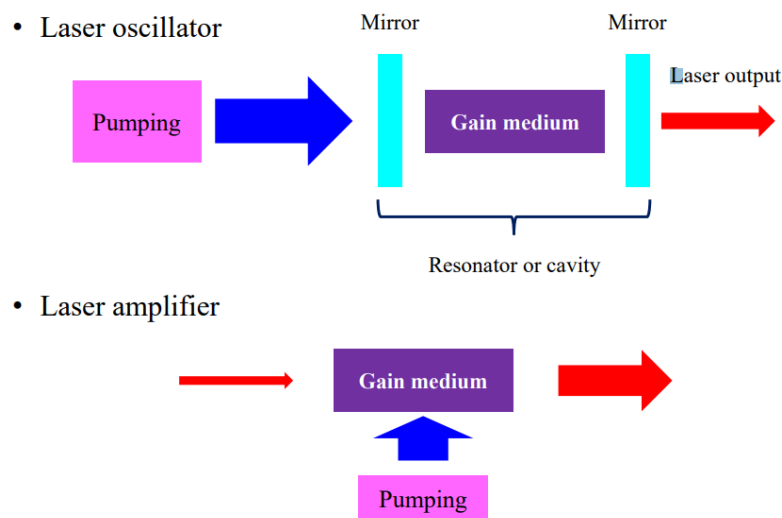 • Laser oscillator
Mirror
Mirror
Pumping
Gain medium
Laser output
Resonator or cavity
• Laser amplifier
Gain medium
Pumping